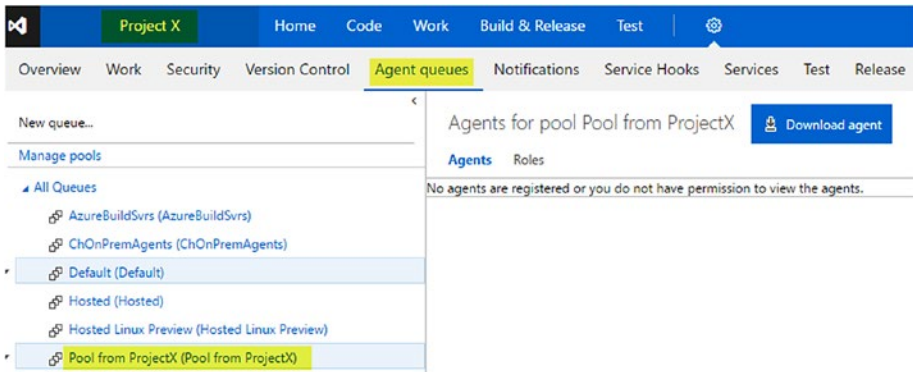 Project X Home Code Work Build & Release Test
Overview Work Security Version Control Agent queues Notifications Service Hooks Services Test Release
New queue...
Manage pools
All Queues
AzureBuildSvrs (AzureBuildSvrs)
ChOnPremAgents (ChOnPremAgents)
Default (Default)
Hosted (Hosted)
Hosted Linux Preview (Hosted Linux Preview)
Pool from ProjectX (Pool from ProjectX)
Agents for pool Pool from ProjectX Download agent
Agents Roles
No agents are registered or you do not have permission to view the agents.